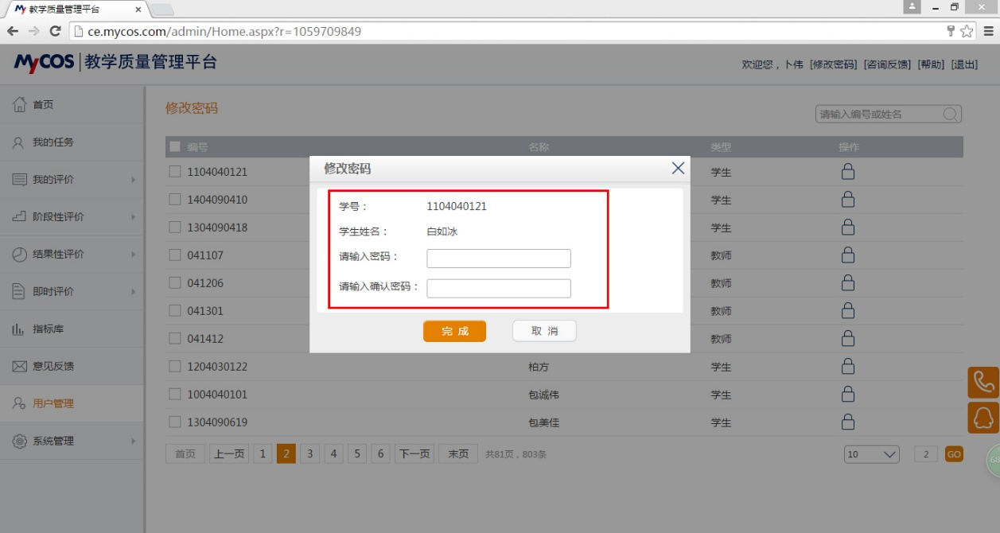 My 教学质量管理平台
ce.mycos.com/admin/Home.aspx?r=1059709849
MyCOS 教学质量管理平台
欢迎您，卜伟 [修改密码] [咨询反馈] [帮助] [退出]
首页
我的任务
我的评价
阶段性评价
结果性评价
即时评价
指标库
意见反馈
用户管理
系统管理
修改密码
请输入编号或姓名
编号 名称 类型 操作
1104040121 学生
1404090410 学生
1304090418 学生
041107 教师
041206 教师
041301 教师
041412 教师
1204030122 柏方 学生
1004040101 包诚伟 学生
1304090619 包美佳 学生
修改密码
学号： 1104040121
学生姓名： 白如冰
请输入密码：
请输入确认密码：
完成 取消
首页 上一页 1 2 3 4 5 6 下一页 末页 共81页，803条
10 2 GO
68